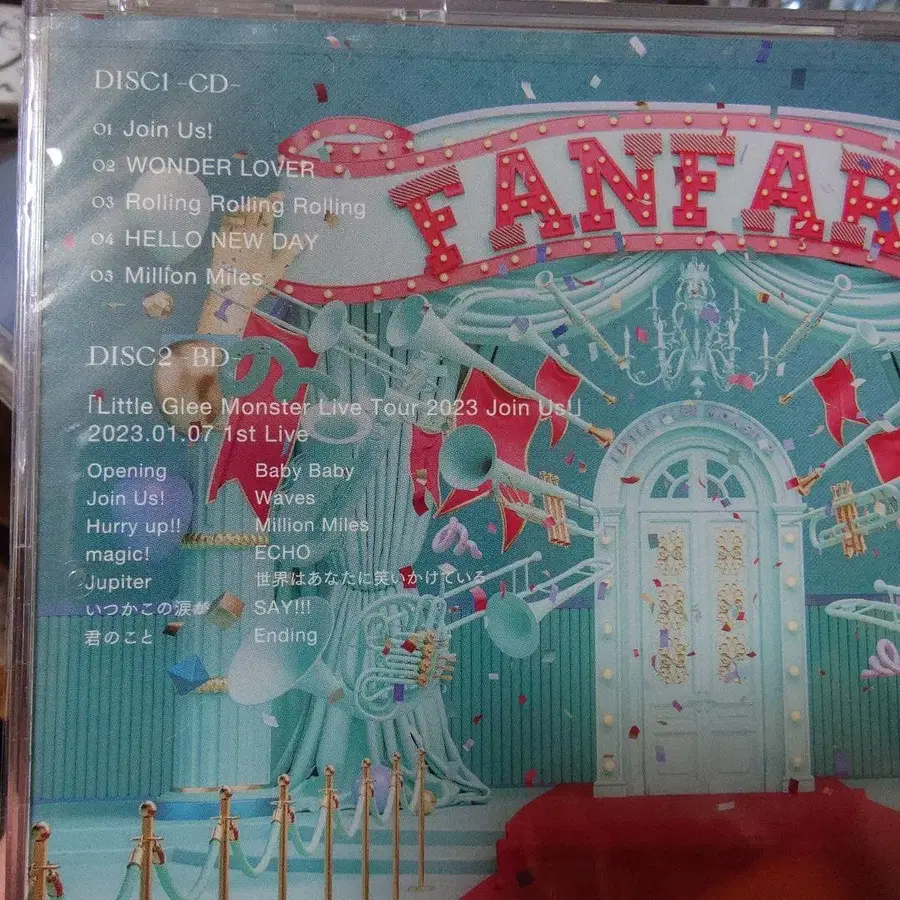 DISC1 -CD-
01 Join Us!
02 WONDER LOVER
03 Rolling Rolling Rolling
04 HELLO NEW DAY
05 Million Miles
FANFAR
DISC2 -BD-
「Little Glee Monster Live Tour 2023 Join Us!」
2023.01.07 1st Live
Opening
Join Us!
Hurry up!!
magic!
Jupiter
いつかこの涙が
君のこと
Baby Baby
Waves
Million Miles
ECHO
世界はあなたに笑いかけている
SAY!!!
Ending